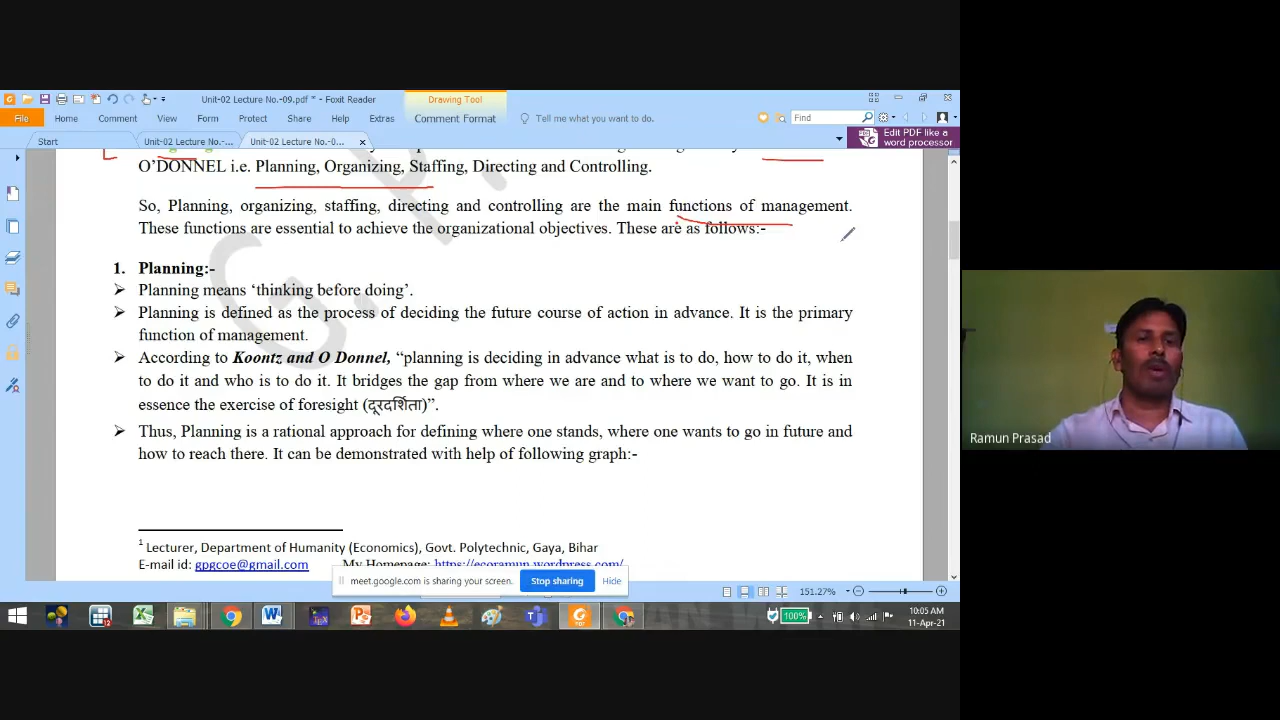 Unit-02 Lecture No.-09.pdf * - Foxit Reader
Drawing Tool
File Home Comment View Form Protect Share Help Extras Comment Format Tell me what you want to do. Find
Edit PDF like a
word processor
Start Unit-02 Lecture No.-... Unit-02 Lecture No.-0...
O’DONNEL i.e. Planning, Organizing, Staffing, Directing and Controlling.
So, Planning, organizing, staffing, directing and controlling are the main functions of management.
These functions are essential to achieve the organizational objectives. These are as follows:-
1. Planning:-
➢ Planning means ‘thinking before doing’.
➢ Planning is defined as the process of deciding the future course of action in advance. It is the primary
function of management.
➢ According to Koontz and O Donnel, “planning is deciding in advance what is to do, how to do it, when
to do it and who is to do it. It bridges the gap from where we are and to where we want to go. It is in
essence the exercise of foresight (दूरदर्शिता)”.
➢ Thus, Planning is a rational approach for defining where one stands, where one wants to go in future and
how to reach there. It can be demonstrated with help of following graph:-
1 Lecturer, Department of Humanity (Economics), Govt. Polytechnic, Gaya, Bihar
E-mail id: gpgcoe@gmail.com My Homepage: https://ecoramun.wordpress.com/
meet.google.com is sharing your screen. Stop sharing Hide
151.27%
100%
10:05 AM
11-Apr-21
Ramun Prasad